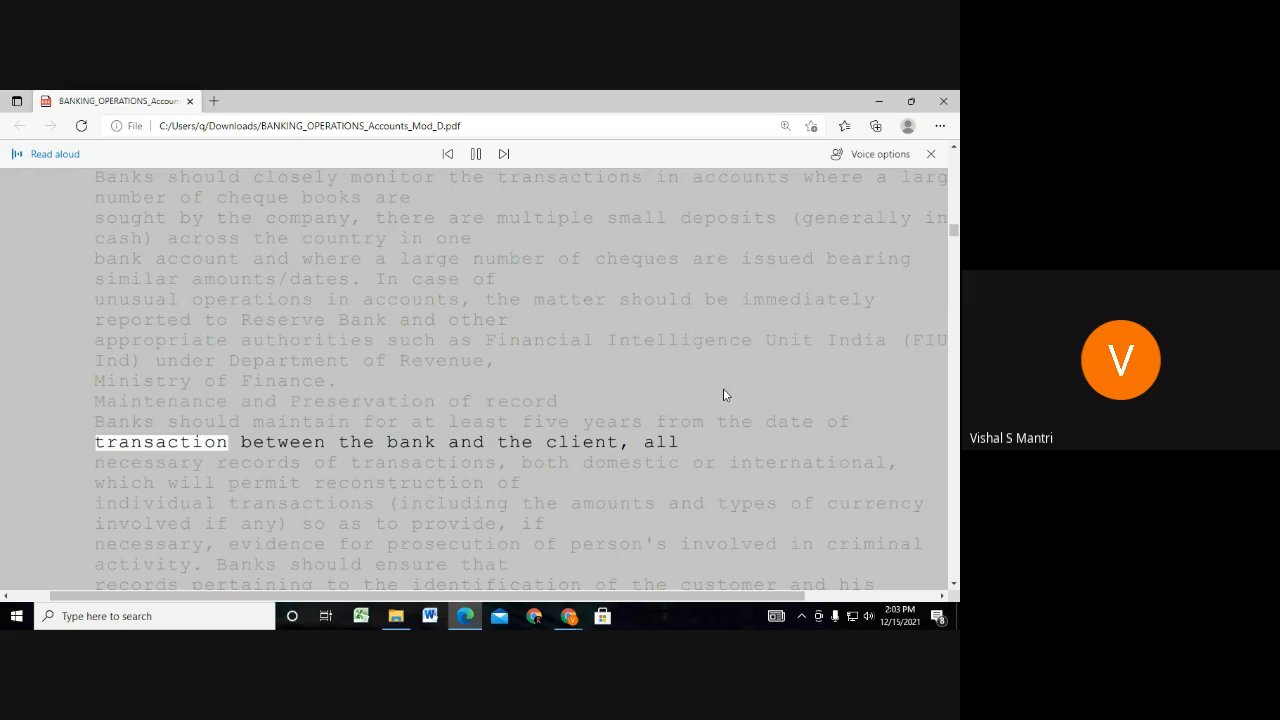 BANKING_OPERATIONS_Accoun
File
C:/Users/q/Downloads/BANKING_OPERATIONS_Accounts_Mod_D.pdf
Read aloud
Voice options
Banks should closely monitor the transactions in accounts where a larg
number of cheque books are
sought by the company, there are multiple small deposits (generally in
cash) across the country in one
bank account and where a large number of cheques are issued bearing
similar amounts/dates. In case of
unusual operations in accounts, the matter should be immediately
reported to Reserve Bank and other
appropriate authorities such as Financial Intelligence Unit India (FIU
Ind) under Department of Revenue,
Ministry of Finance.
Maintenance and Preservation of record
Banks should maintain for at least five years from the date of
transaction between the bank and the client, all
necessary records of transactions, both domestic or international,
which will permit reconstruction of
individual transactions (including the amounts and types of currency
involved if any) so as to provide, if
necessary, evidence for prosecution of person's involved in criminal
activity. Banks should ensure that
records pertaining to the identification of the customer and his
V
Vishal S Mantri
Type here to search
2:03 PM
12/15/2021
8